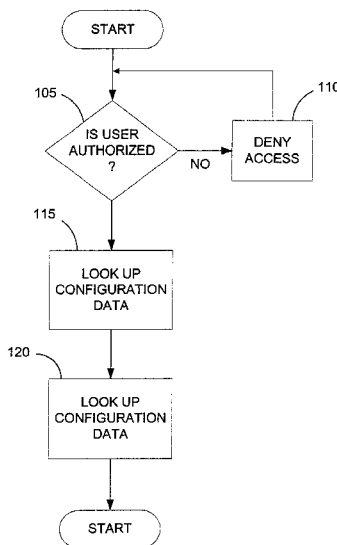 START
105
110
IS USER
AUTHORIZED
?
NO
DENY
ACCESS
115
LOOK UP
CONFIGURATION
DATA
120
LOOK UP
CONFIGURATION
DATA
START